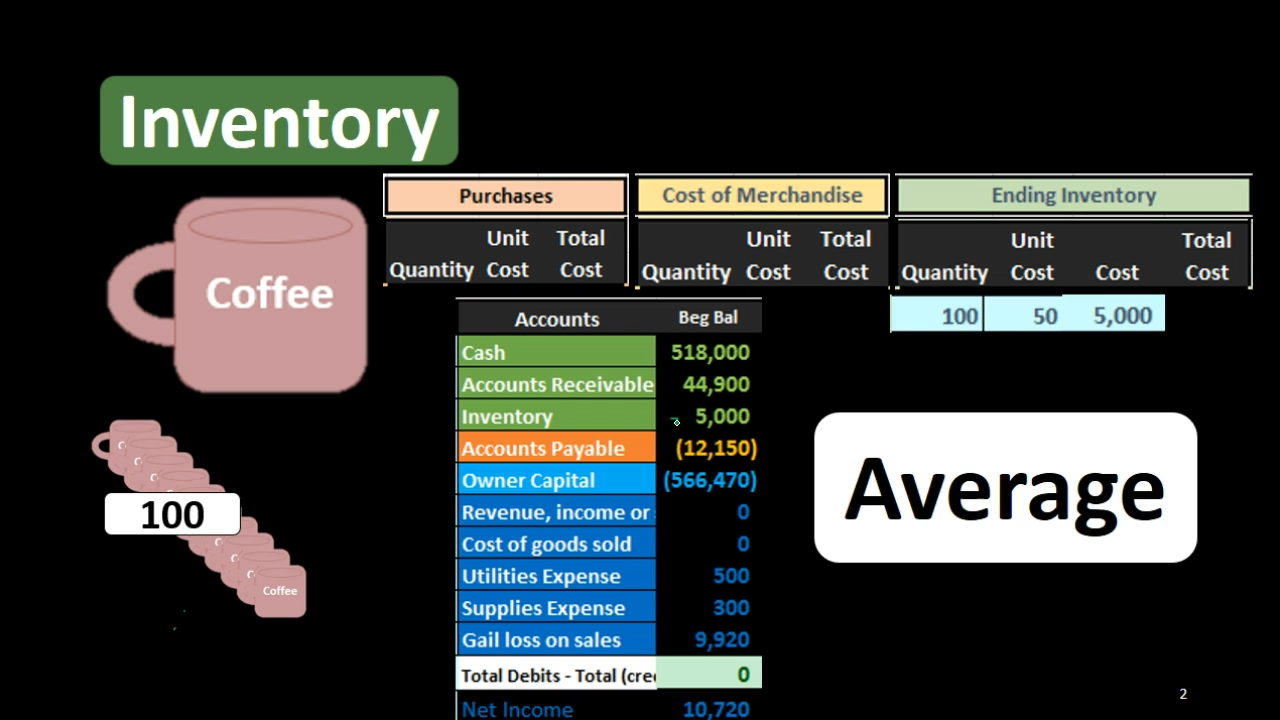 Inventory
Purchases
Cost of Merchandise
Ending Inventory
Unit Total
Quantity Cost Cost
Unit Total
Quantity Cost Cost
Unit Total
Quantity Cost Cost Cost
100 50 5,000
Coffee
Accounts Beg Bal
Cash 518,000
Accounts Receivable 44,900
Inventory 5,000
Accounts Payable (12,150)
Owner Capital (566,470)
Revenue, income or 0
Cost of goods sold 0
Utilities Expense 500
Supplies Expense 300
Gail loss on sales 9,920
Total Debits - Total (cre 0
Net Income 10,720
100
Coffee
Average
2